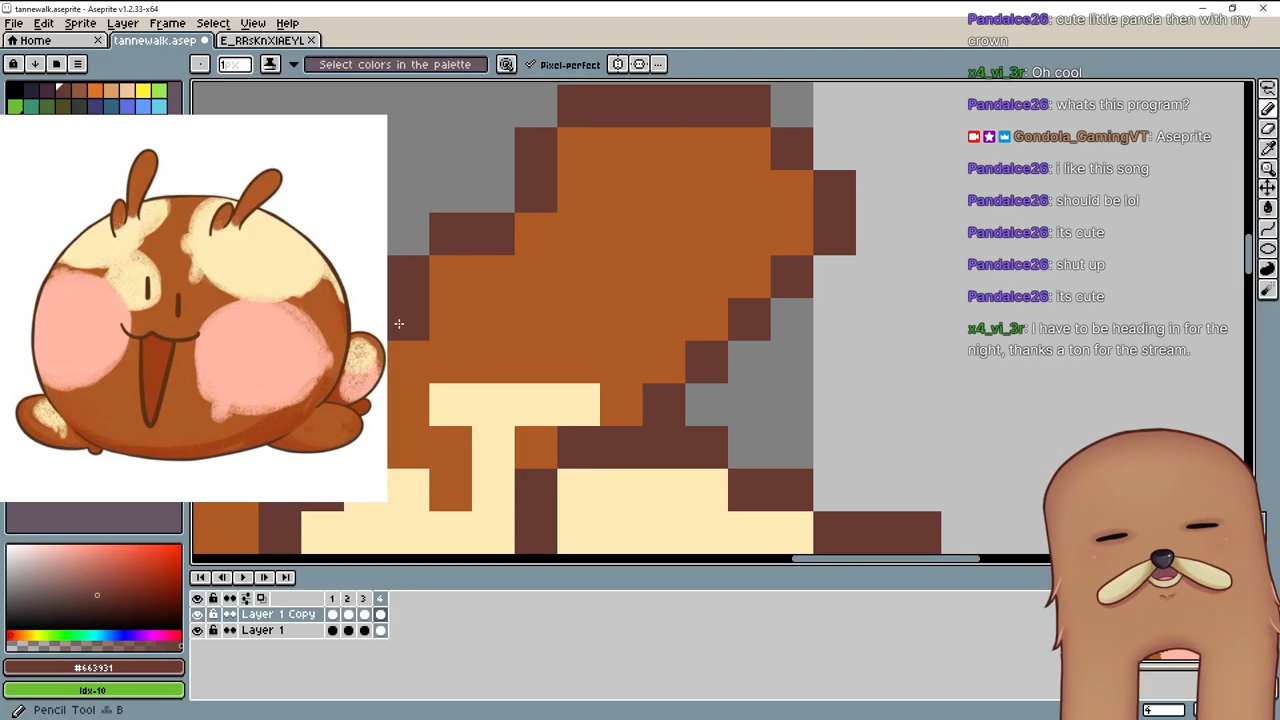 tannewalk.aseprite - Aseprite v1.2.33-x64
File Edit Sprite Layer Frame Select View Help
Home tannewalk.asep E_RRsKnXIAEYL
1px Select colors in the palette Pixel-perfect
PandaIce26: cute little panda then with my
crown
x4_vi_3r: Oh cool
PandaIce26: whats this program?
Gondola_GamingVT: Aseprite
PandaIce26: i like this song
PandaIce26: should be lol
PandaIce26: its cute
PandaIce26: shut up
PandaIce26: its cute
x4_vi_3r: I have to be heading in for the
night, thanks a ton for the stream.
1 2 3 4
Layer 1 Copy
Layer 1
#663931
Idx-10
Pencil Tool B
4